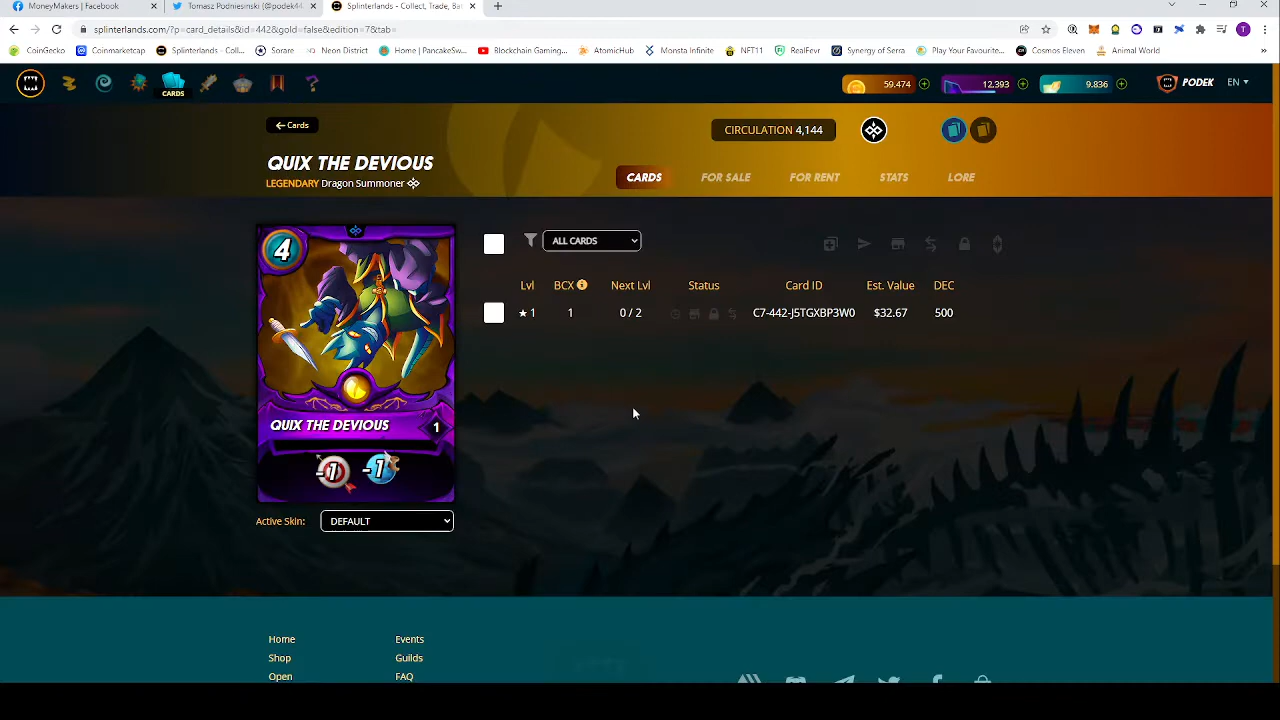 MoneyMakers | Facebook
Tomasz Podniesinski (@podek44
Splinterlands - Collect, Trade, Bat
splinterlands.com/?p=card_details&id=442&gold=false&edition=7&tab=
CoinGecko
Coinmarketcap
Splinterlands - Coll...
Sorare
Neon District
Home | PancakeSw...
Blockchain Gaming...
AtomicHub
Monsta Infinite
NFT11
RealFevr
Synergy of Serra
Play Your Favourite...
Cosmos Eleven
Animal World
CARDS
59.474
12.393
9.836
PODEK
EN
Cards
CIRCULATION 4,144
QUIX THE DEVIOUS
LEGENDARY Dragon Summoner
CARDS
FOR SALE
FOR RENT
STATS
LORE
4
QUIX THE DEVIOUS
1
-1
-1
Active Skin:
DEFAULT
ALL CARDS
Lvl BCX Next Lvl Status Card ID Est. Value DEC
★ 1 1 0 / 2 C7-442-J5TGXBP3W0 $32.67 500
Home
Events
Shop
Guilds
Open
FAQ